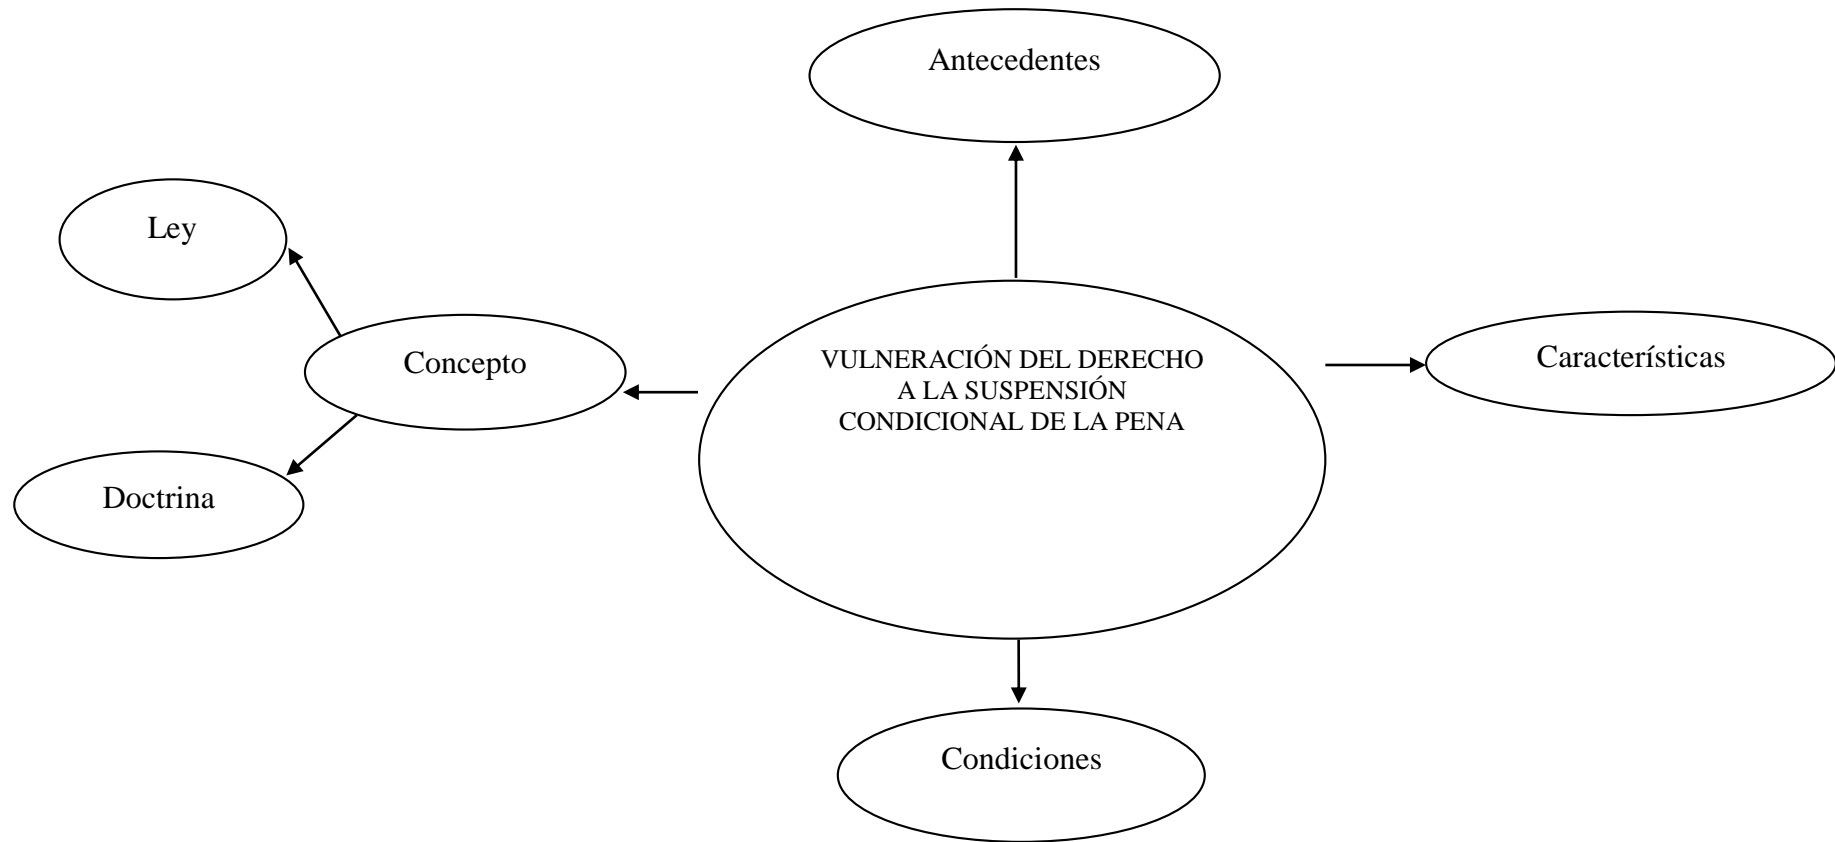 Antecedentes
Ley
Concepto
VULNERACIÓN DEL DERECHO
A LA SUSPENSIÓN
CONDICIONAL DE LA PENA
Características
Doctrina
Condiciones